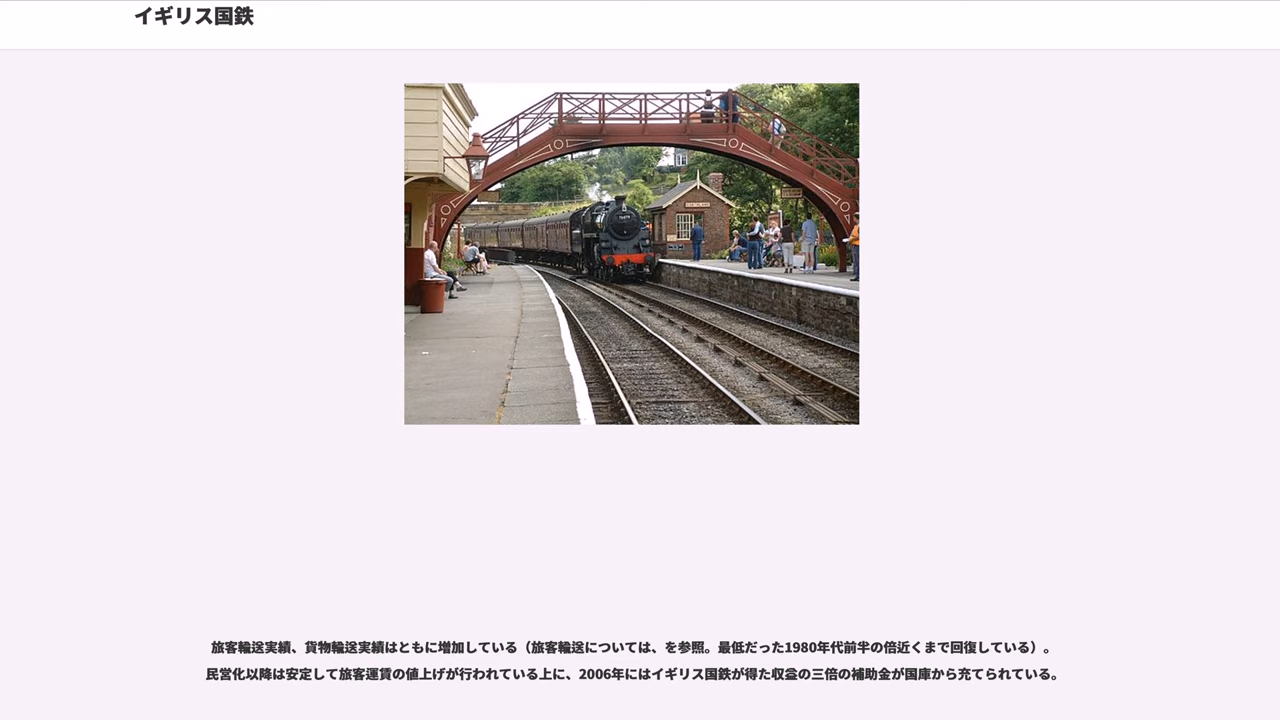 イギリス国鉄
旅客輸送実績、貨物輸送実績はともに増加している（旅客輸送については、を参照。最低だった1980年代前半の倍近くまで回復している）。
民営化以降は安定して旅客運賃の値上げが行われている上に、2006年にはイギリス国鉄が得た収益の三倍の補助金が国庫から充てられている。